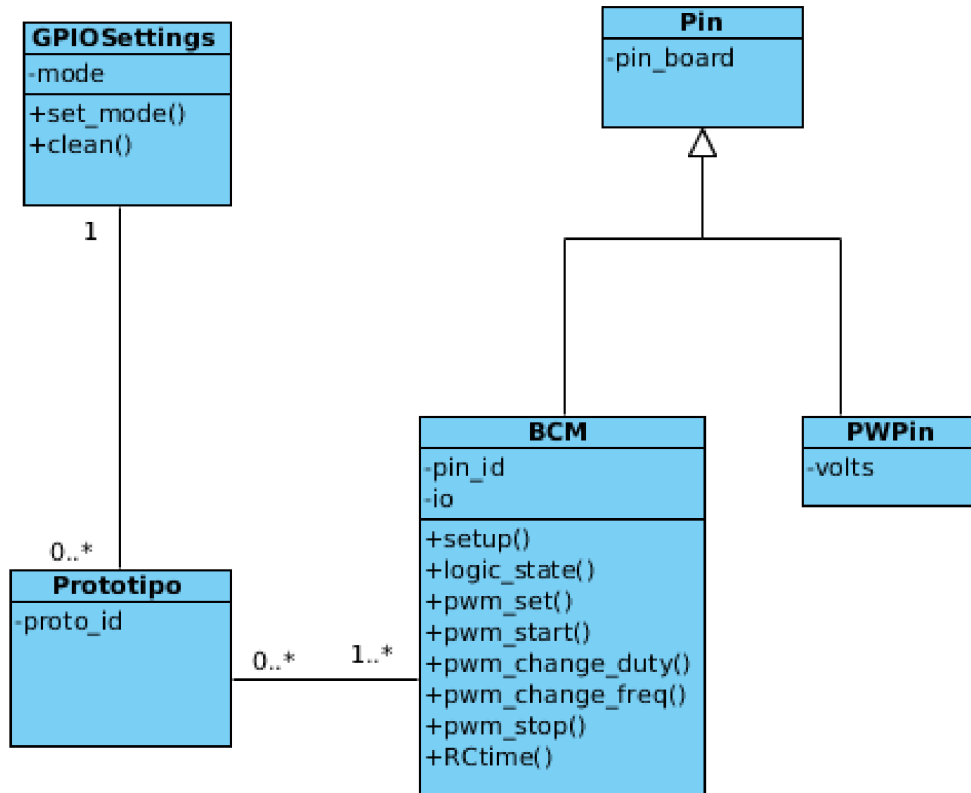 GPIOSettings
-mode
+set_mode()
+clean()
1
0..*
Prototipo
-proto_id
0..*
1..*
Pin
-pin_board
BCM
-pin_id
-io
+setup()
+logic_state()
+pwm_set()
+pwm_start()
+pwm_change_duty()
+pwm_change_freq()
+pwm_stop()
+RCtime()
PWPin
-volts